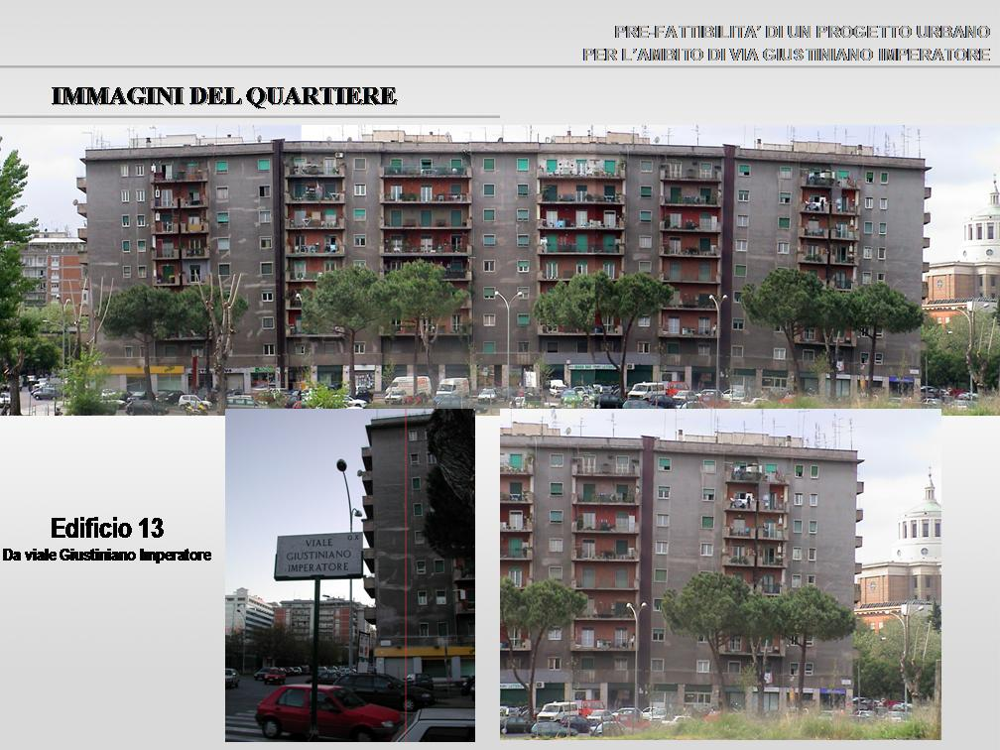 PRE-FATTIBILITA' DI UN PROGETTO URBANO
PER L'AMBITO DI VIA GIUSTINIANO IMPERATORE
IMMAGINI DEL QUARTIERE
Edificio 13
Da viale Giustiniano Imperatore
Q.X
VIALE
GIUSTINIANO
IMPERATORE